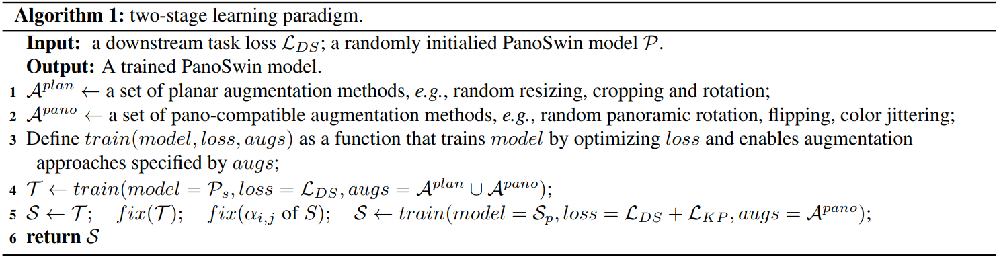 Algorithm 1: two-stage learning paradigm.
Input: a downstream task loss $\mathcal{L}_{DS}$; a randomly initialied PanoSwin model $\mathcal{P}$.
Output: A trained PanoSwin model.
1 $\mathcal{A}^{plan} \leftarrow$ a set of planar augmentation methods, e.g., random resizing, cropping and rotation;
2 $\mathcal{A}^{pano} \leftarrow$ a set of pano-compatible augmentation methods, e.g., random panoramic rotation, flipping, color jittering;
3 Define $train(model, loss, augs)$ as a function that trains $model$ by optimizing $loss$ and enables augmentation
approaches specified by $augs$;
4 $\mathcal{T} \leftarrow train(model = \mathcal{P}_s, loss = \mathcal{L}_{DS}, augs = \mathcal{A}^{plan} \cup \mathcal{A}^{pano})$;
5 $\mathcal{S} \leftarrow \mathcal{T}$; $fix(\mathcal{T})$; $fix(\alpha_{i,j}$ of $S)$; $\mathcal{S} \leftarrow train(model = \mathcal{S}_p, loss = \mathcal{L}_{DS} + \mathcal{L}_{KP}, augs = \mathcal{A}^{pano})$;
6 return $\mathcal{S}$